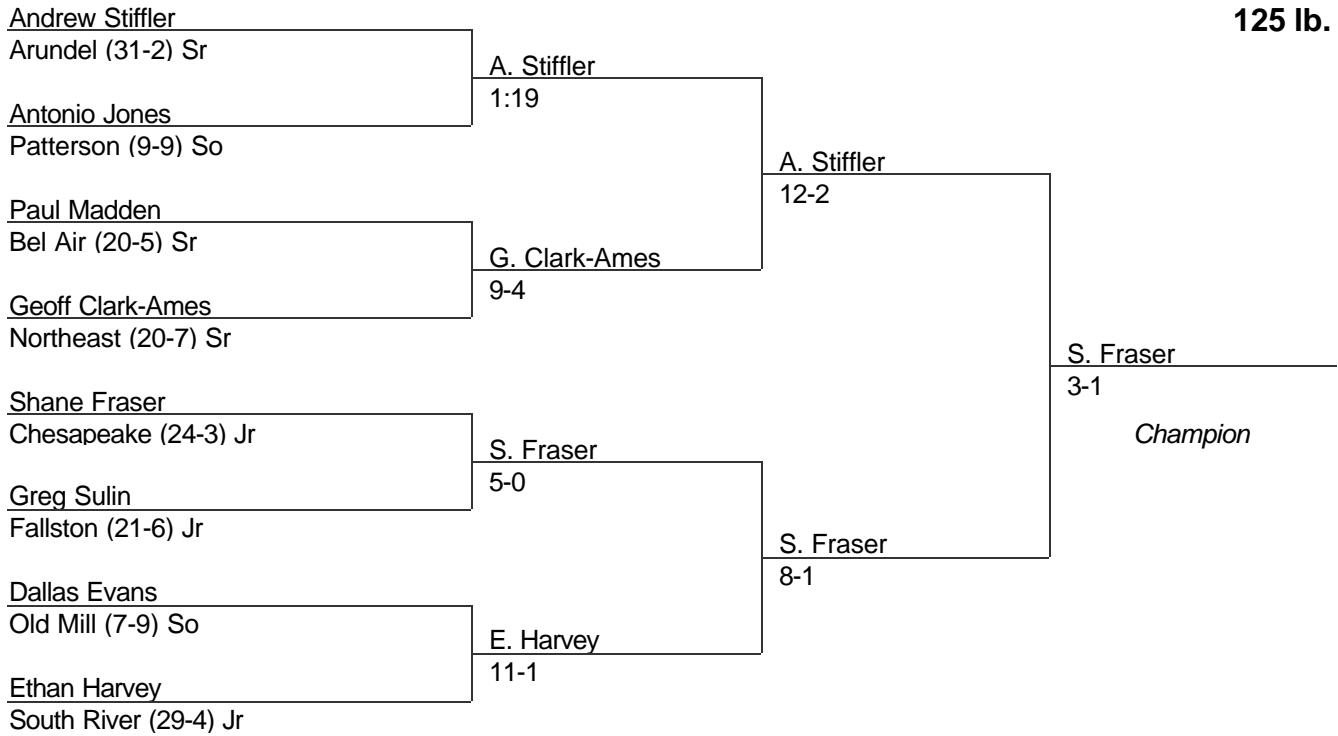 125 lb.
Andrew Stiffler
Arundel (31-2) Sr
A. Stiffler
1:19
Antonio Jones
Patterson (9-9) So
A. Stiffler
12-2
Paul Madden
Bel Air (20-5) Sr
G. Clark-Ames
9-4
Geoff Clark-Ames
Northeast (20-7) Sr
S. Fraser
3-1
Champion
Shane Fraser
Chesapeake (24-3) Jr
S. Fraser
5-0
Greg Sulin
Fallston (21-6) Jr
S. Fraser
8-1
Dallas Evans
Old Mill (7-9) So
E. Harvey
11-1
Ethan Harvey
South River (29-4) Jr